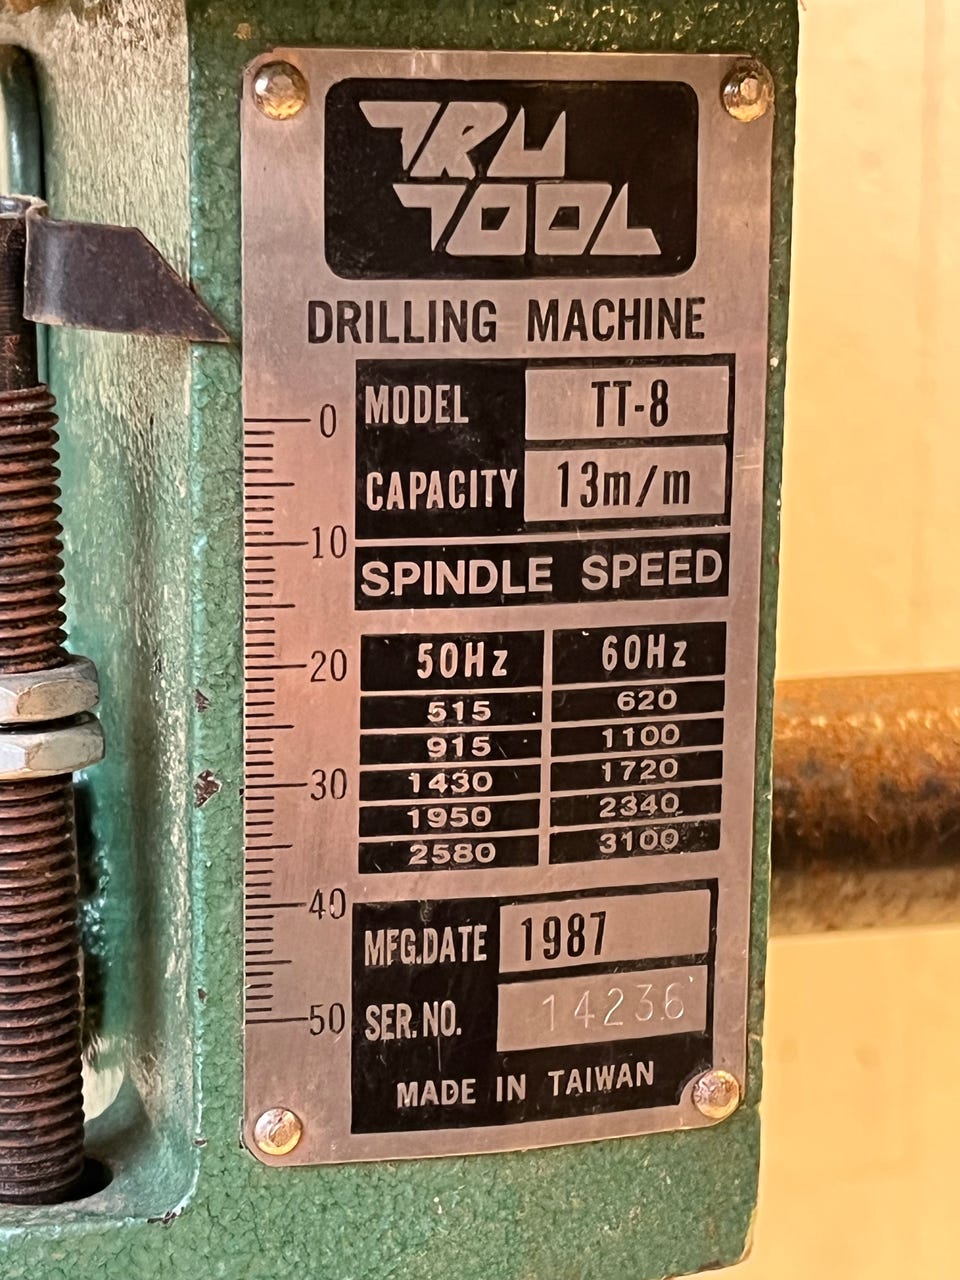 TRU
TOOL
DRILLING MACHINE
MODEL TT-8
CAPACITY 13m/m
SPINDLE SPEED
50Hz 60Hz
515 620
915 1100
1430 1720
1950 2340
2580 3100
MFG.DATE 1987
SER.NO. 14236
MADE IN TAIWAN
0
10
20
30
40
50